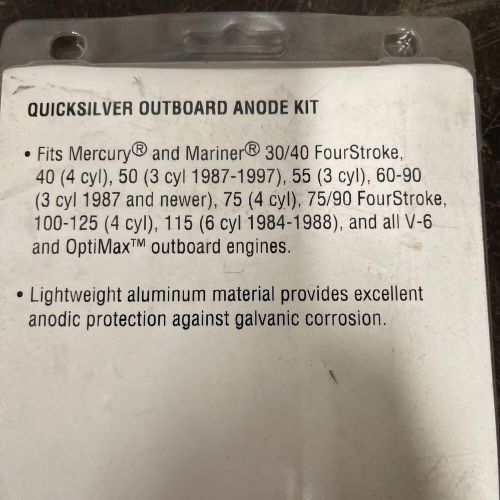 QUICKSILVER OUTBOARD ANODE KIT
• Fits Mercury® and Mariner® 30/40 FourStroke,
40 (4 cyl), 50 (3 cyl 1987-1997), 55 (3 cyl), 60-90
(3 cyl 1987 and newer), 75 (4 cyl), 75/90 FourStroke,
100-125 (4 cyl), 115 (6 cyl 1984-1988), and all V-6
and OptiMax™ outboard engines.
• Lightweight aluminum material provides excellent
anodic protection against galvanic corrosion.